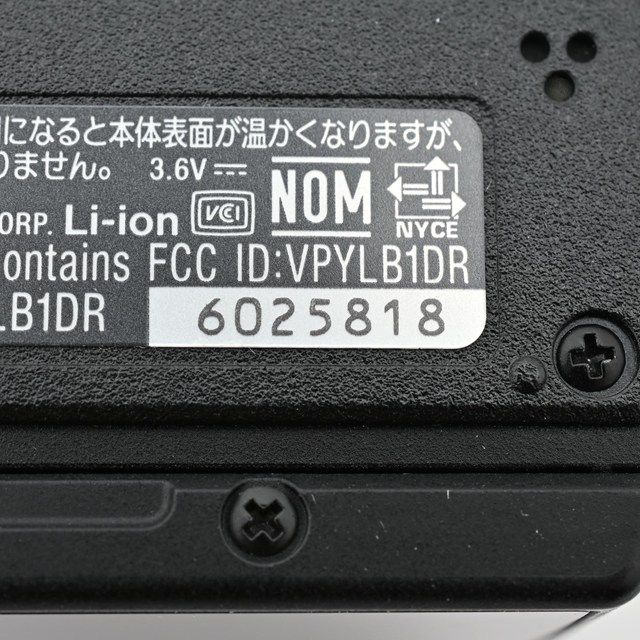 になると本体表面が温かくなりますが、
りません。 3.6V⎓ NOM
ORP. Li-ion VCI NYCE
ontains FCC ID:VPYLB1DR
LB1DR 6025818